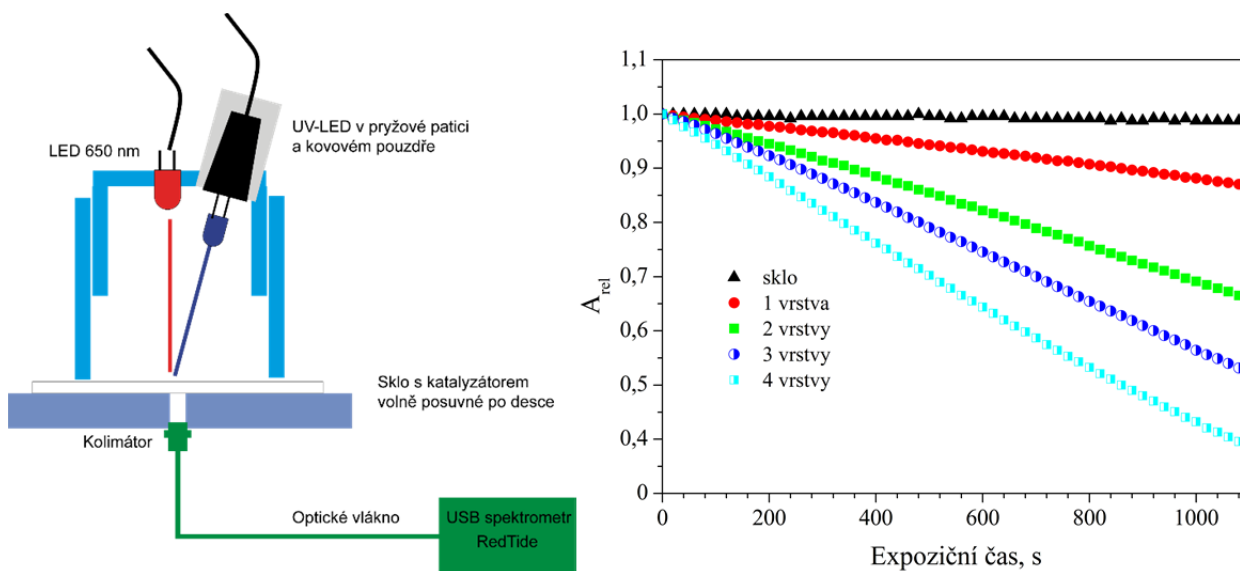 LED 650 nm
UV-LED v pryžové patici
a kovovém pouzdře
Sklo s katalyzátorem
volně posuvné po desce
Kolimátor
Optické vlákno
USB spektrometr
RedTide
1,1
1,0
0,9
0,8
0,7
0,6
0,5
0,4
0
A rel
sklo
1 vrstva
2 vrstvy
3 vrstvy
4 vrstvy
0 200 400 600 800 1000
Expoziční čas, s